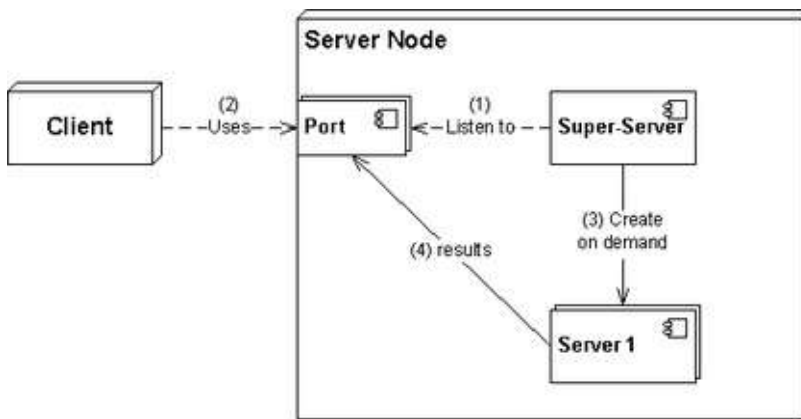 Server Node
(2)
Uses
Client
Port
(1)
Listen to
Super-Server
(3) Create
on demand
(4) results
Server 1